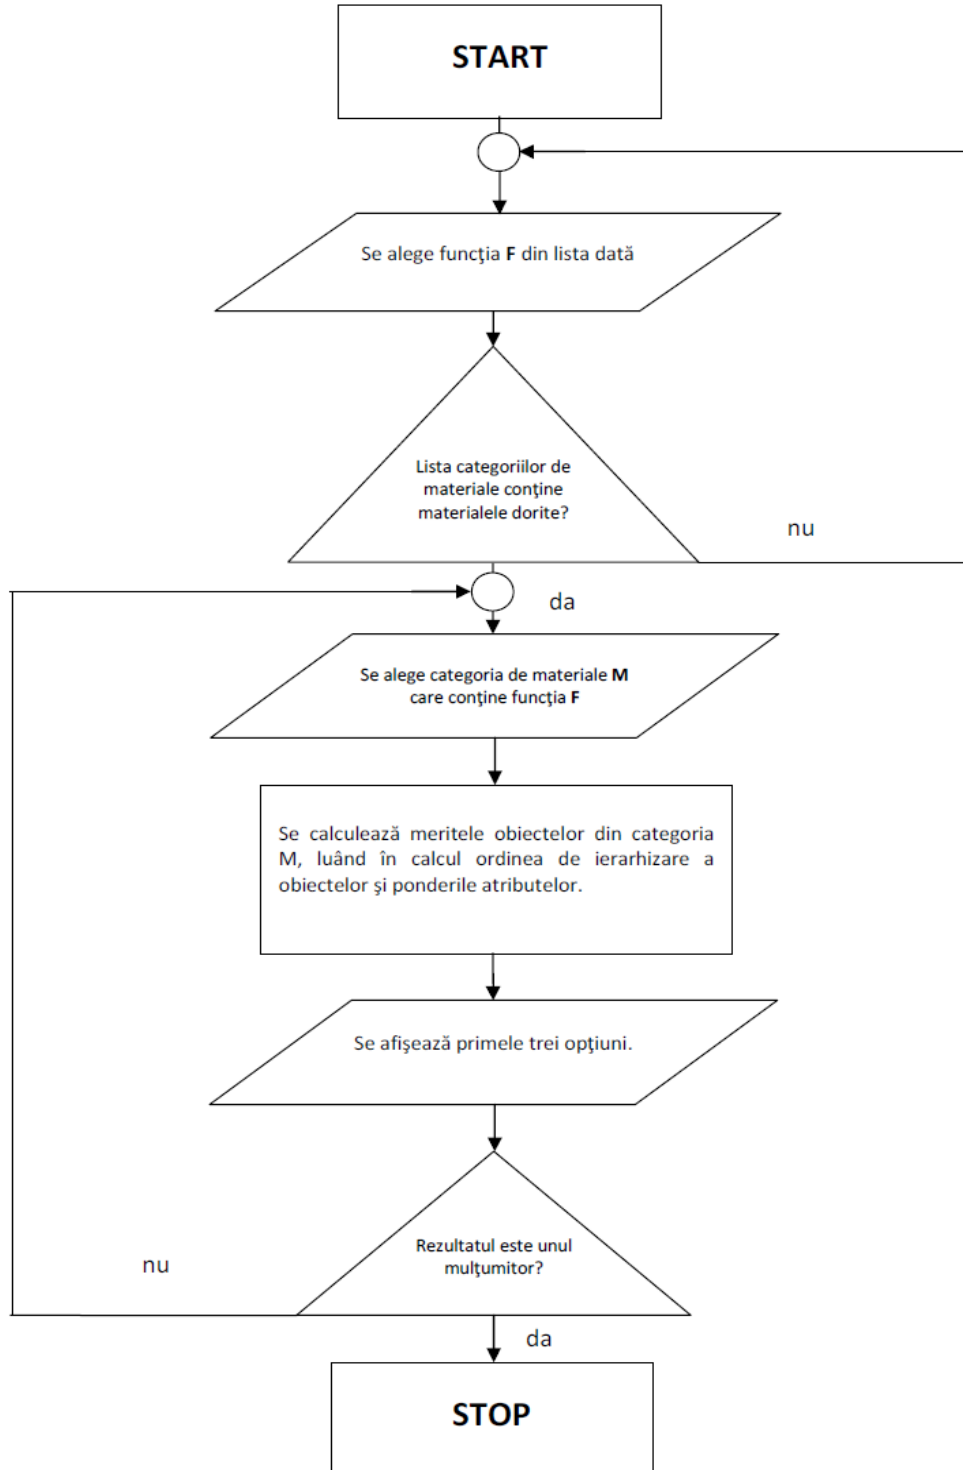 START
Se alege funcţia F din lista dată
Lista categoriilor de
materiale conţine
materialele dorite?
nu
da
Se alege categoria de materiale M
care conţine funcţia F
Se calculează meritele obiectelor din categoria
M, luând în calcul ordinea de ierarhizare a
obiectelor şi ponderile atributelor.
Se afişează primele trei opţiuni.
Rezultatul este unul
mulţumitor?
nu
da
STOP